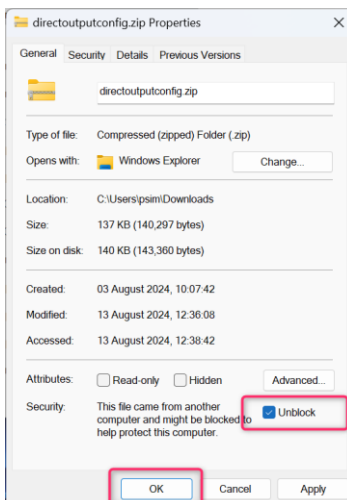 directoutputconfig.zip Properties
General Security Details Previous Versions
directoutputconfig.zip
Type of file: Compressed (zipped) Folder (.zip)
Opens with: Windows Explorer Change...
Location: C:\Users\psim\Downloads
Size: 137 KB (140,297 bytes)
Size on disk: 140 KB (143,360 bytes)
Created: 03 August 2024, 10:07:42
Modified: 13 August 2024, 12:36:08
Accessed: 13 August 2024, 12:38:42
Attributes: Read-only Hidden Advanced...
Security: This file came from another
computer and might be blocked to
help protect this computer.
Unblock
OK Cancel Apply